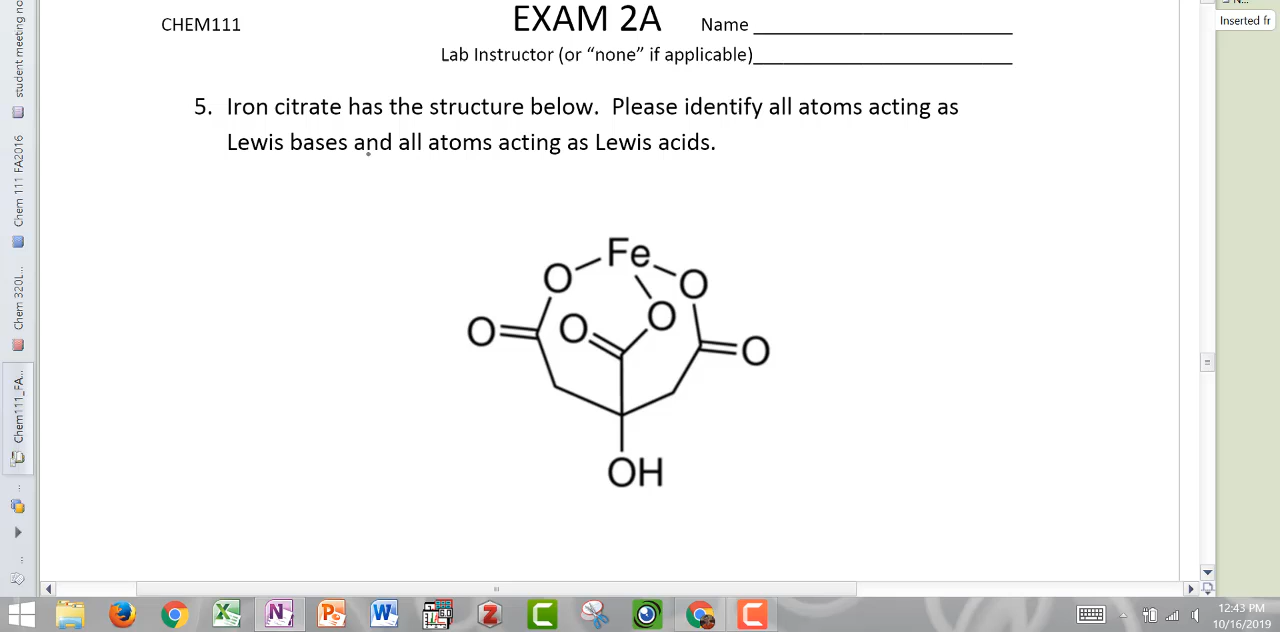 CHEM111 EXAM 2A Name
Lab Instructor (or “none” if applicable)
5. Iron citrate has the structure below. Please identify all atoms acting as
Lewis bases and all atoms acting as Lewis acids.
Fe
O O
O O O O
OH
student meeting no
Chem 111 FA2016
Chem 320L...
Chem111_FA...
N...
Inserted fr
12:43 PM
10/16/2019